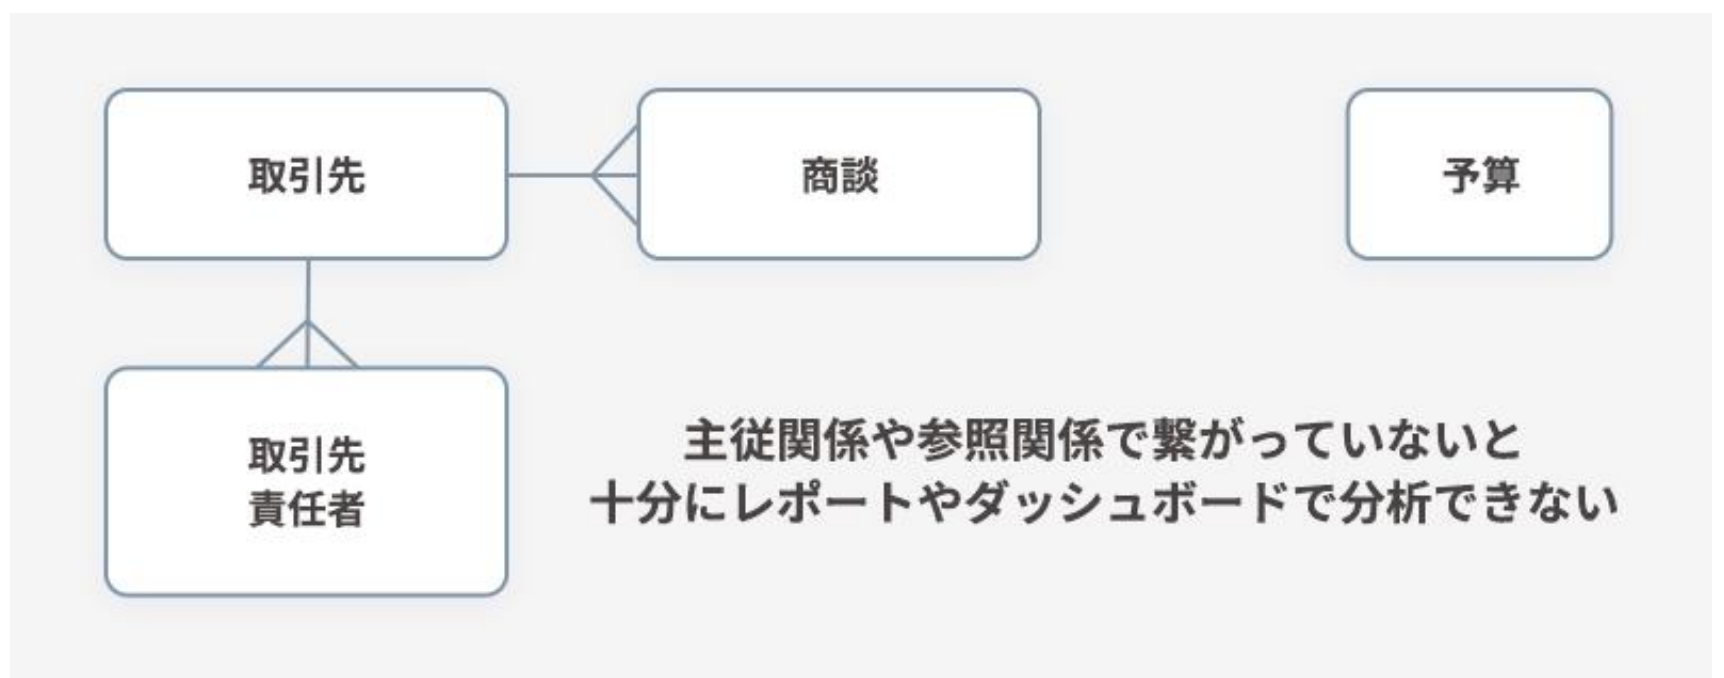 取引先
商談
予算
取引先
責任者
主従関係や参照関係で繋がっていないと
十分にレポートやダッシュボードで分析できない